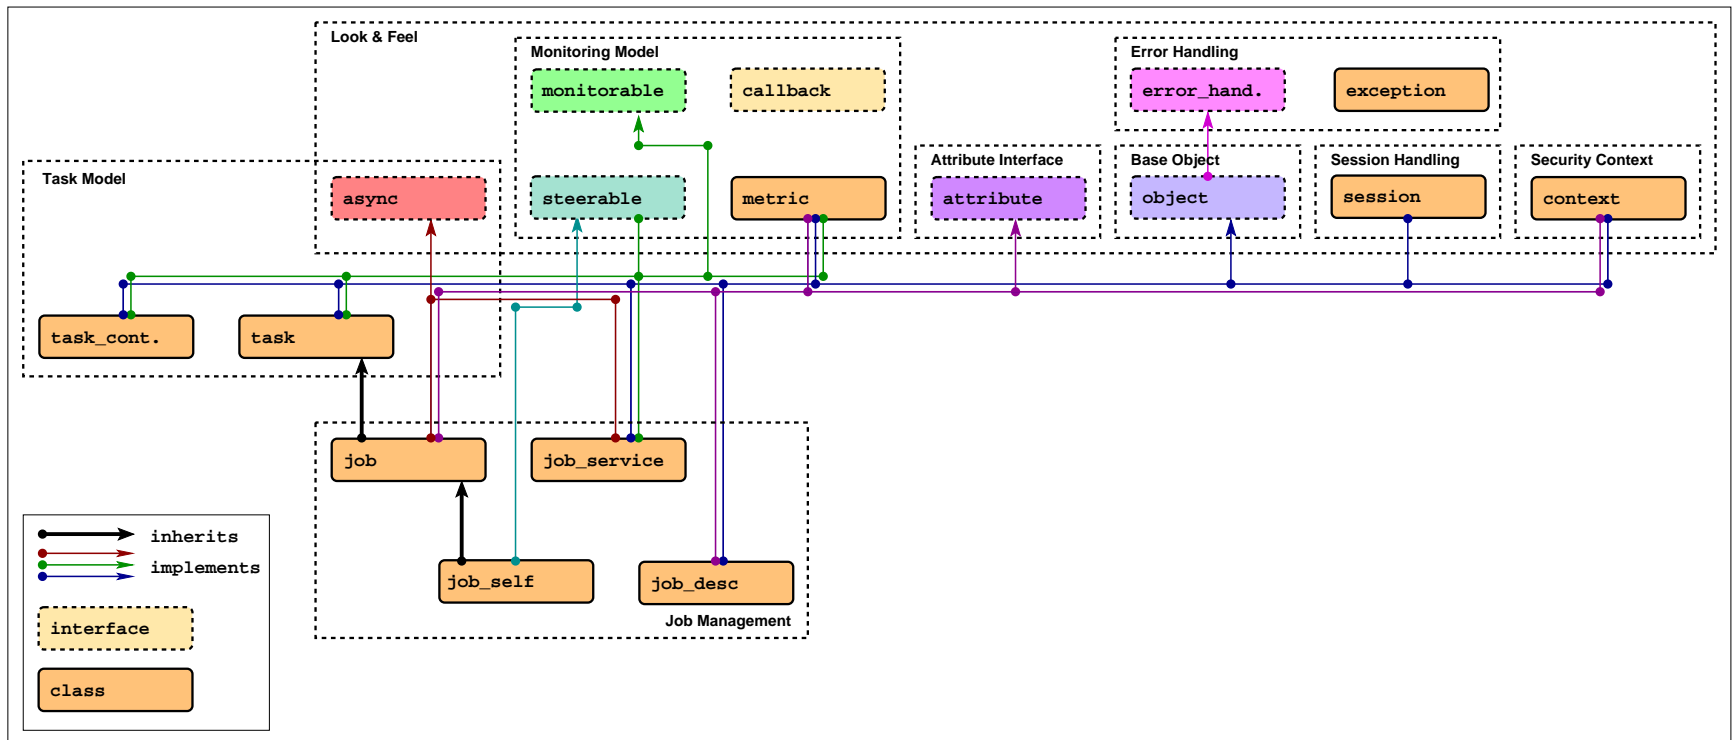 Look & Feel
Monitoring Model
Error Handling
monitorable
callback
error_hand.
exception
Task Model
Attribute Interface
Base Object
Session Handling
Security Context
async
steerable
metric
attribute
object
session
context
task_cont.
task
job
job_service
job_self
job_desc
Job Management
inherits
implements
interface
class